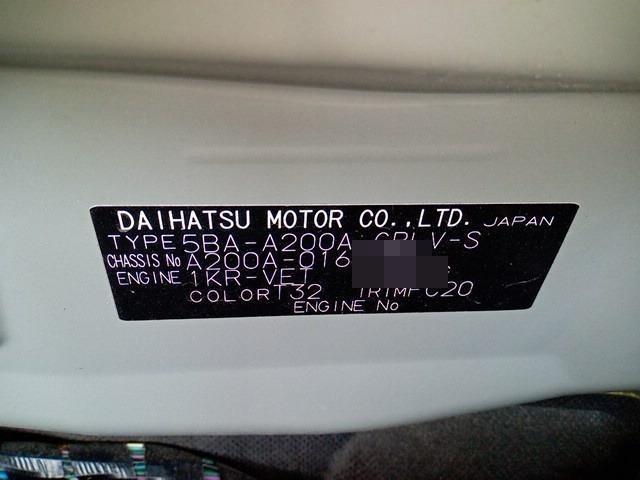 DAIHATSU MOTOR CO.,LTD. JAPAN
TYPE 5BA-A200A-GBLV-S
CHASSIS No A200A-016
ENGINE 1KR-VET
COLOR T32 TRIM FC20
ENGINE No